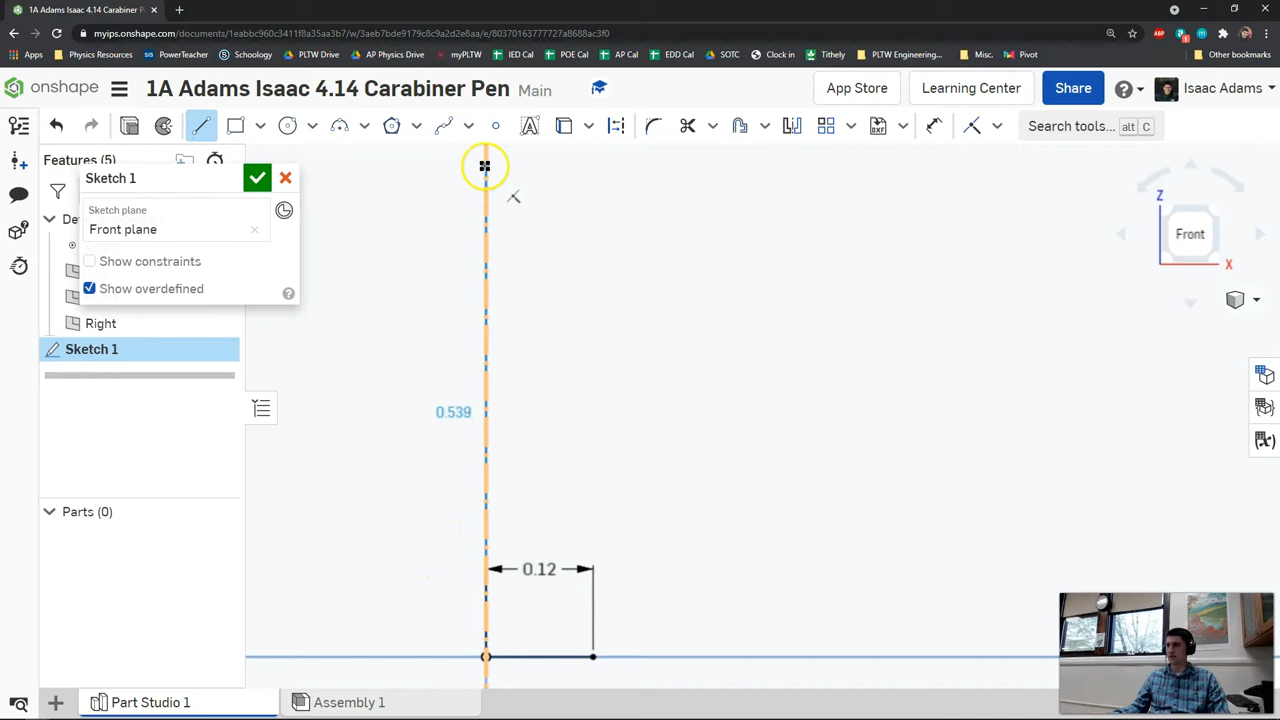 1A Adams Isaac 4.14 Carabiner P
myips.onshape.com/documents/1eabbc960c3411f8a35aa3b7/w/3aeb7bde9179c8c9a2d2e8aa/e/80370163777727a8688ac3f0
Apps
Physics Resources
PowerTeacher
Schoology
PLTW Drive
AP Physics Drive
myPLTW
IED Cal
POE Cal
AP Cal
EDD Cal
SOTC
Clock in
Tithely
PLTW Engineering...
Misc.
Pivot
Other bookmarks
onshape
1A Adams Isaac 4.14 Carabiner Pen
Main
App Store
Learning Center
Share
Isaac Adams
Search tools...
alt
C
Features (5)
Sketch 1
Sketch plane
Front plane
Show constraints
Show overdefined
Right
Sketch 1
Parts (0)
0.539
0.12
Z
Front
X
Part Studio 1
Assembly 1